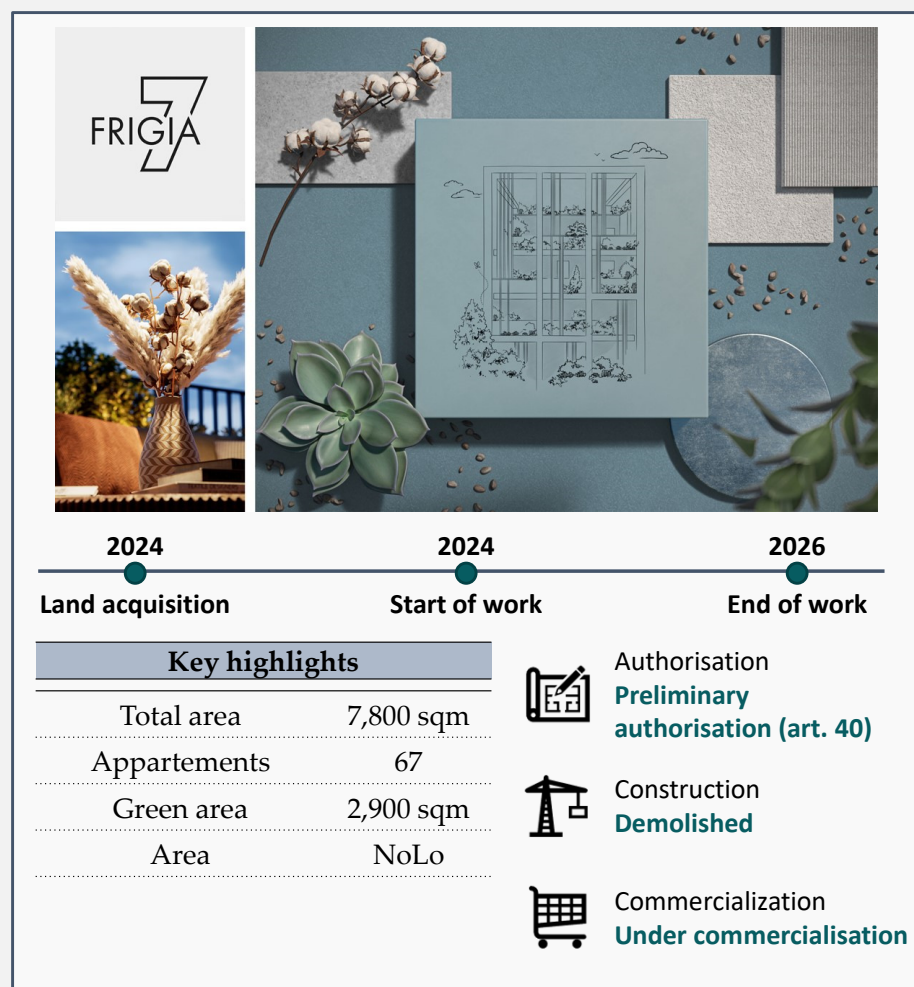 7
FRIGIA
2024 2024 2026
Land acquisition Start of work End of work
Key highlights
Total area 7,800 sqm
Appartements 67
Green area 2,900 sqm
Area NoLo
Authorisation
Preliminary
authorisation (art. 40)
Construction
Demolished
Commercialization
Under commercialisation